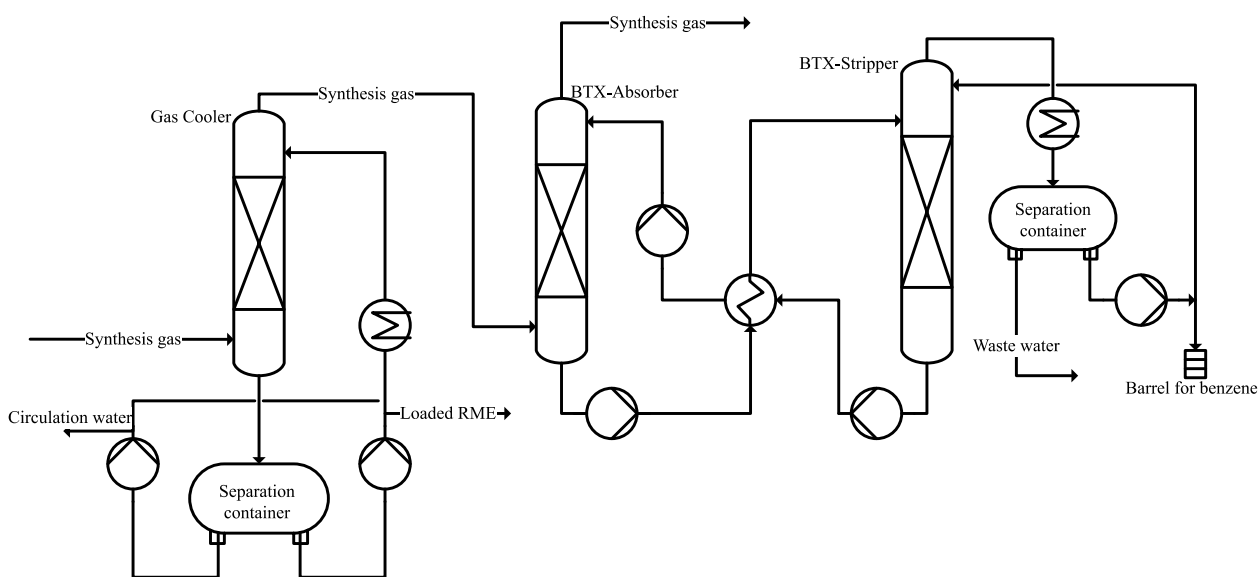 Synthesis gas
BTX-Stripper
Synthesis gas
BTX-Absorber
Gas Cooler
Separation
container
Synthesis gas
Waste water
Barrel for benzene
Circulation water
Loaded RME
Separation
container